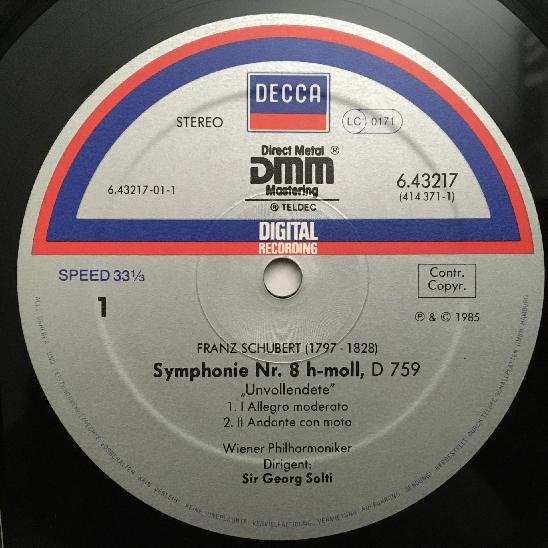 DECCA
STEREO
LC 0171
Direct Metal ®
DMM
Mastering
® TELDEC
6.43217-01-1
6.43217
(414 371-1)
DIGITAL
RECORDING
SPEED 33 1/3
Contr.
Copyr.
1
℗ & © 1985
FRANZ SCHUBERT (1797 - 1828)
Symphonie Nr. 8 h-moll, D 759
„Unvollendete”
1. I Allegro moderato
2. II Andante con moto
Wiener Philharmoniker
Dirigent:
Sir Georg Solti